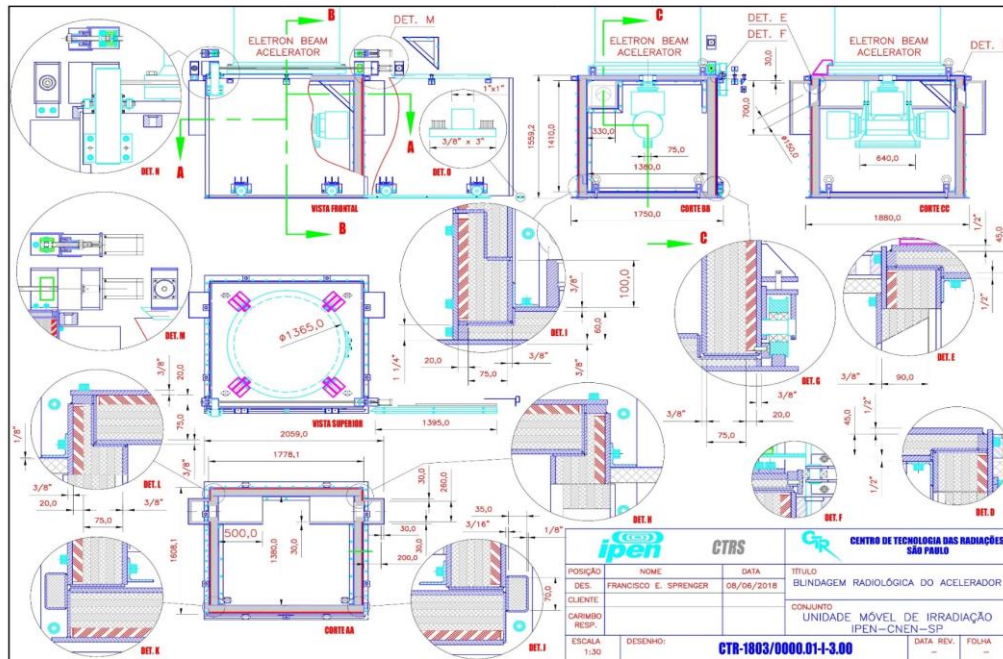 B
DET. M
ELETRON BEAM
ACELERATOR
1"x1"
3/8" x 3"
DET. O
DET. N
A
A
VISTA FRONTAL
B
C
DET. E
DET. F
ELETRON BEAM
ACELERATOR
30,0
1559,2
1410,0
330,0
75,0
1380,0
1750,0
CORTE BB
C
ELETRON BEAM
ACELERATOR
700,0
ø150,0
640,0
1880,0
CORTE CC
1/2"
45,0
1/2"
DET. M
ø1365,0
VISTA SUPERIOR
1395,0
3/8"
100,0
60,0
DET. I
1 1/4"
20,0
75,0
3/8"
3/8"
DET. G
3/8"
3/8"
75,0
20,0
DET. E
3/8"
90,0
1/2"
45,0
1/2"
DET. D
DET. F
3/8"
20,0
75,0
3/8"
1/8"
DET. L
3/8"
20,0
75,0
3/8"
2059,0
1778,1
1608,1
500,0
1380,0
30,0
30,0
260,0
30,0
30,0
200,0
CORTE AA
DET. H
35,0
3/16"
1/8"
70,0
DET. K
DET. J
ipen
CTRS
CTR
CENTRO DE TECNOLOGIA DAS RADIAÇÕES
SÃO PAULO
POSIÇÃO NOME DATA TÍTULO
DES. FRANCISCO E. SPRENGER 08/06/2018 BLINDAGEM RADIOLÓGICA DO ACELERADOR
CLIENTE
CARIMBO
RESP.
CONJUNTO
UNIDADE MÓVEL DE IRRADIAÇÃO
IPEN-CNEN-SP
ESCALA DESENHO: DATA REV. FOLHA
1:30 CTR-1803/0000.01-I-3.00 – –